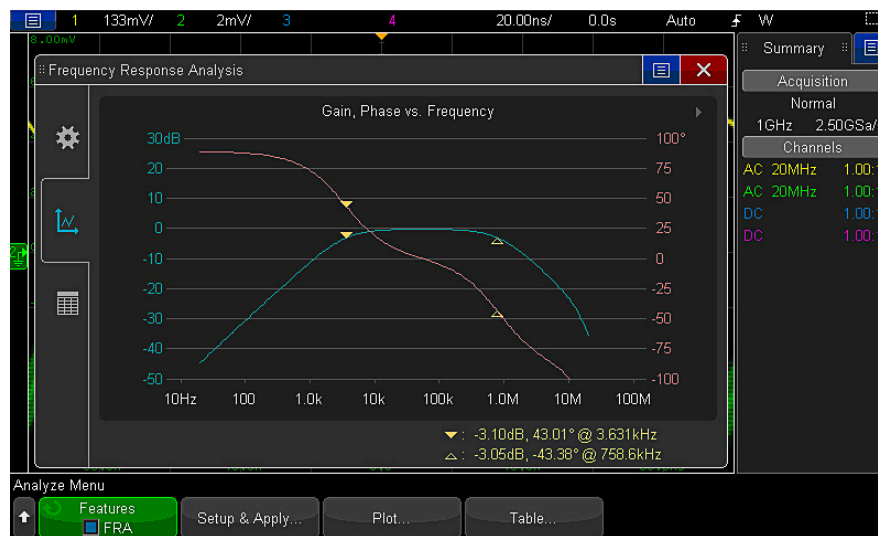 1 133mV/ 2 2mV/ 3 4 20.00ns/ 0.0s Auto W
8.00mV
Summary
Frequency Response Analysis
Acquisition
Normal
1GHz 2.50GSa/
Channels
AC 20MHz 1.00:
AC 20MHz 1.00:
DC 1.00:
DC 1.00:
Gain, Phase vs. Frequency
30dB 100°
20 75
10 50
0 25
-10 0
-20 -25
-30 -50
-40 -75
-50 -100
10Hz 100 1.0k 10k 100k 1.0M 10M 100M
: -3.10dB, 43.01° @ 3.631kHz
: -3.05dB, -43.38° @ 758.6kHz
Analyze Menu
Features
FRA
Setup & Apply...
Plot...
Table...